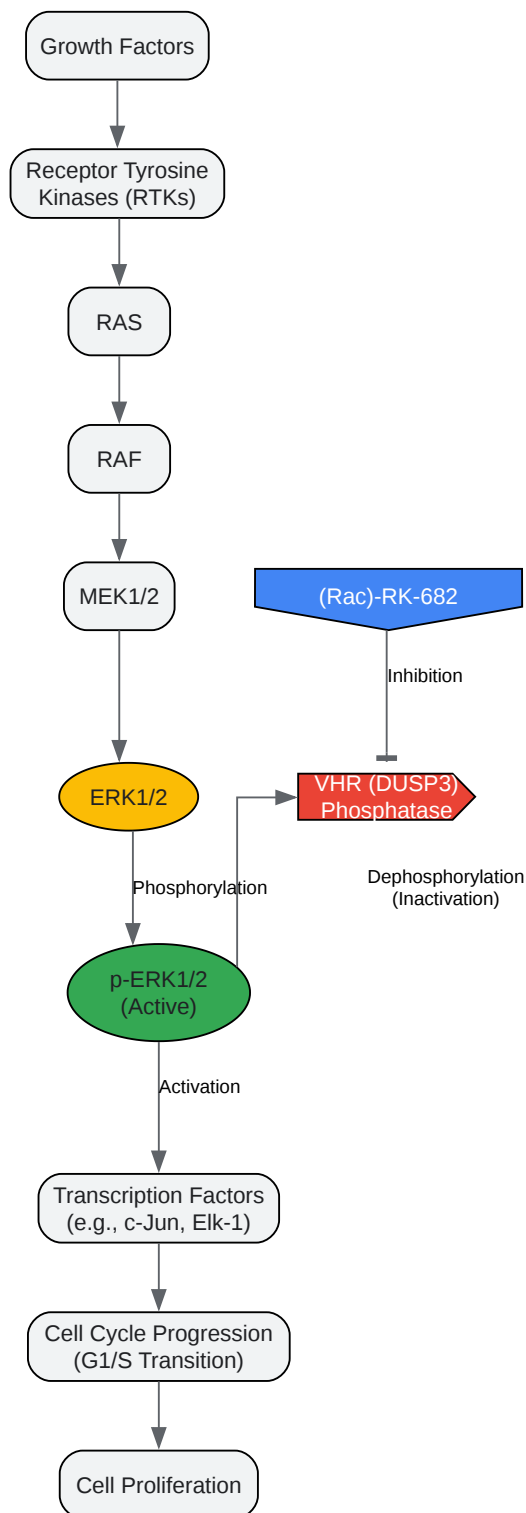 Growth Factors
Receptor Tyrosine
Kinases (RTKs)
RAS
RAF
MEK1/2
(Rac)-RK-682
Inhibition
ERK1/2
VHR (DUSP3)
Phosphatase
Phosphorylation
Dephosphorylation
(Inactivation)
p-ERK1/2
(Active)
Activation
Transcription Factors
(e.g., c-Jun, Elk-1)
Cell Cycle Progression
(G1/S Transition)
Cell Proliferation